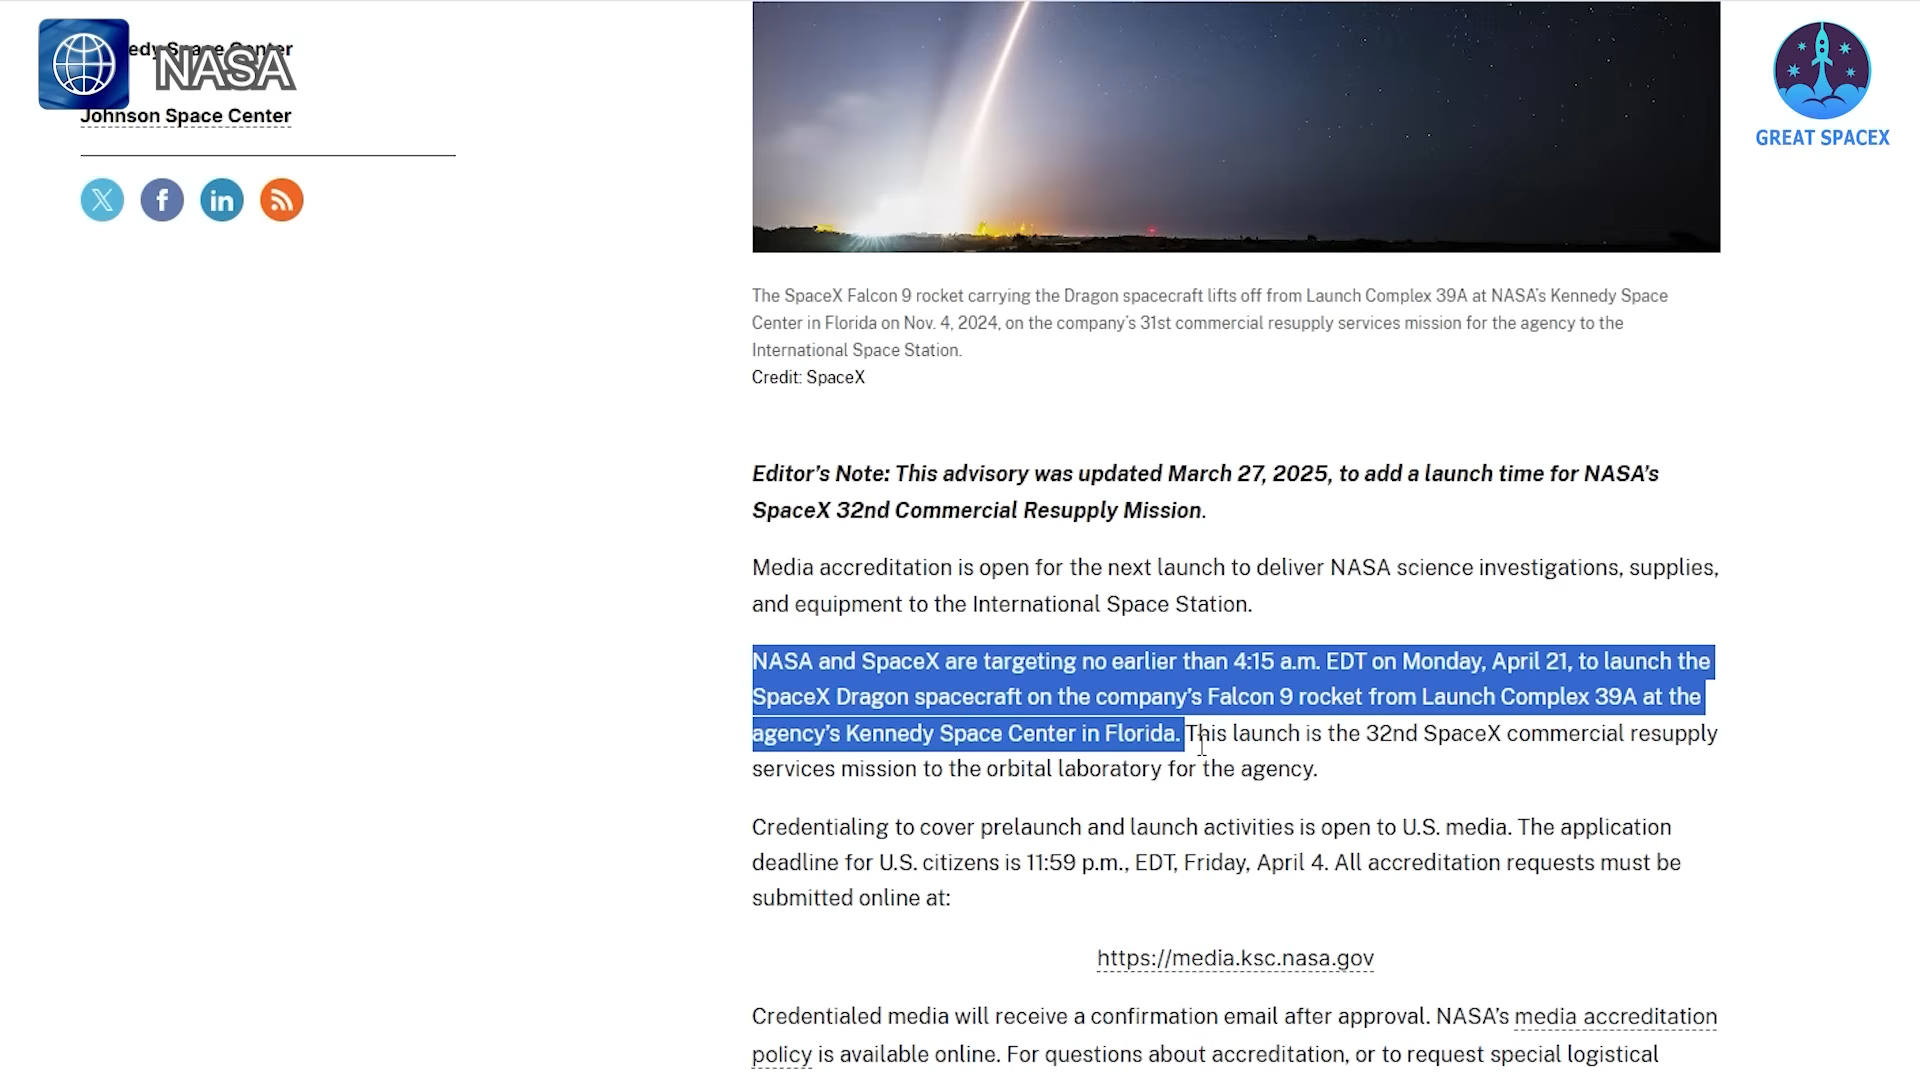 edy Space Center
NASA
Johnson Space Center
GREAT SPACEX
The SpaceX Falcon 9 rocket carrying the Dragon spacecraft lifts off from Launch Complex 39A at NASA's Kennedy Space
Center in Florida on Nov. 4, 2024, on the company's 31st commercial resupply services mission for the agency to the
International Space Station.
Credit: SpaceX
Editor's Note: This advisory was updated March 27, 2025, to add a launch time for NASA's
SpaceX 32nd Commercial Resupply Mission.
Media accreditation is open for the next launch to deliver NASA science investigations, supplies,
and equipment to the International Space Station.
NASA and SpaceX are targeting no earlier than 4:15 a.m. EDT on Monday, April 21, to launch the
SpaceX Dragon spacecraft on the company's Falcon 9 rocket from Launch Complex 39A at the
agency's Kennedy Space Center in Florida. This launch is the 32nd SpaceX commercial resupply
services mission to the orbital laboratory for the agency.
Credentialing to cover prelaunch and launch activities is open to U.S. media. The application
deadline for U.S. citizens is 11:59 p.m., EDT, Friday, April 4. All accreditation requests must be
submitted online at:
https://media.ksc.nasa.gov
Credentialed media will receive a confirmation email after approval. NASA's media accreditation
policy is available online. For questions about accreditation, or to request special logistical